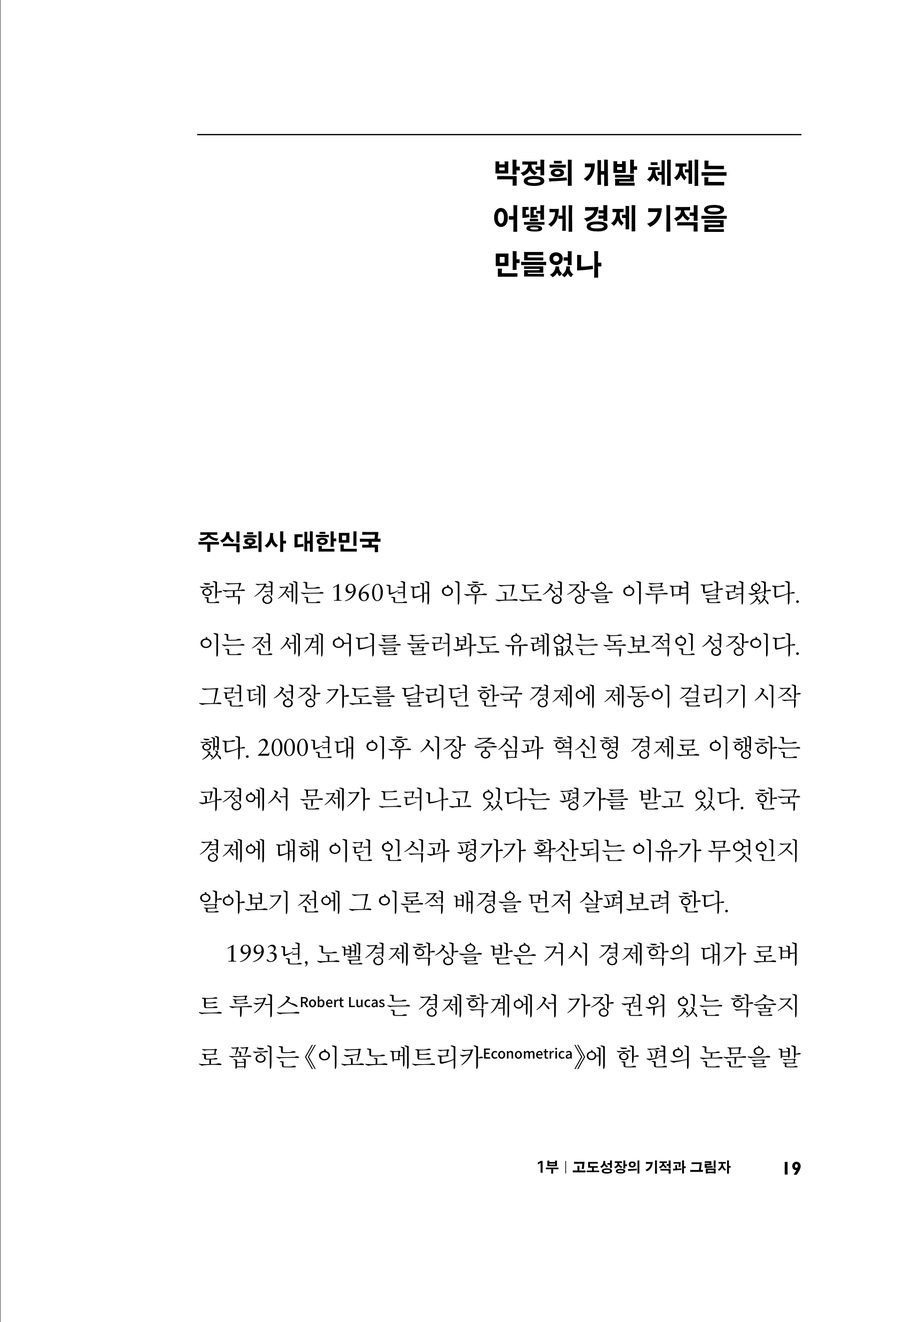 박정희 개발 체제는
어떻게 경제 기적을
만들었나
주식회사 대한민국
한국 경제는 1960년대 이후 고도성장을 이루며 달려왔다.
이는 전 세계 어디를 둘러봐도 유례없는 독보적인 성장이다.
그런데 성장 가도를 달리던 한국 경제에 제동이 걸리기 시작
했다. 2000년대 이후 시장 중심과 혁신형 경제로 이행하는
과정에서 문제가 드러나고 있다는 평가를 받고 있다. 한국
경제에 대해 이런 인식과 평가가 확산되는 이유가 무엇인지
알아보기 전에 그 이론적 배경을 먼저 살펴보려 한다.
1993년, 노벨경제학상을 받은 거시 경제학의 대가 로버
트 루커스Robert Lucas는 경제학계에서 가장 권위 있는 학술지
로 꼽히는 《이코노메트리카Econometrica》에 한 편의 논문을 발
1부 | 고도성장의 기적과 그림자 19